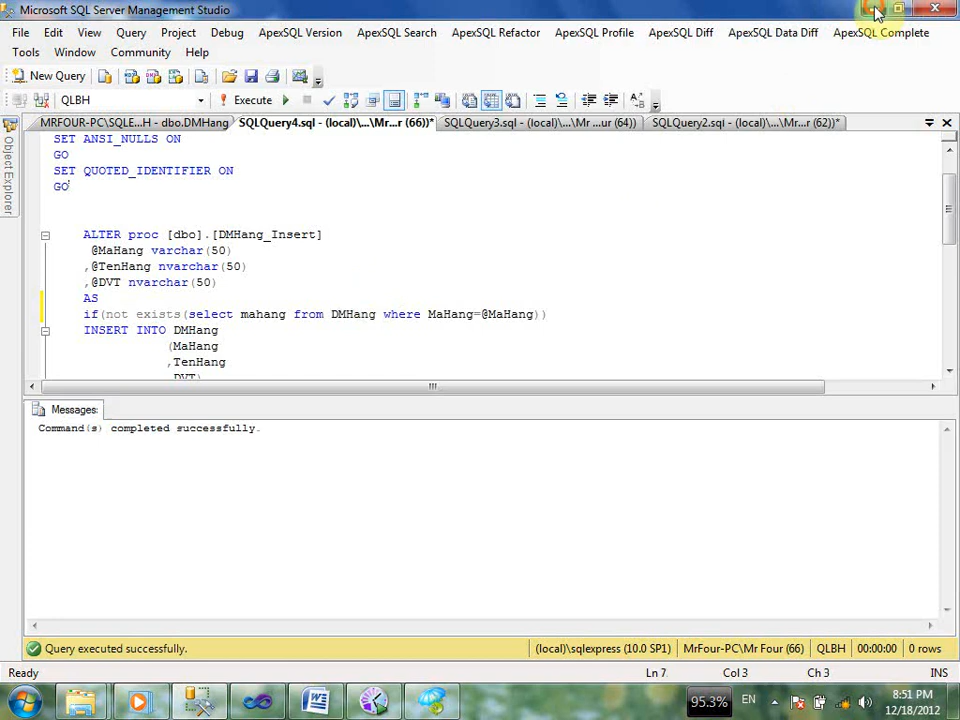 Microsoft SQL Server Management Studio
File Edit View Query Project Debug ApexSQL Version ApexSQL Search ApexSQL Refactor ApexSQL Profile ApexSQL Diff ApexSQL Data Diff ApexSQL Complete
Tools Window Community Help
New Query
QLBH Execute
MRFOUR-PC\SQLE...H - dbo.DMHang SQLQuery4.sql - (local)\...\Mr...r (66))* SQLQuery3.sql - (local)\...\Mr ...ur (64)) SQLQuery2.sql - (local)\...\Mr...r (62))*
Object Explorer
SET ANSI_NULLS ON
GO
SET QUOTED_IDENTIFIER ON
GO
ALTER proc [dbo].[DMHang_Insert]
@MaHang varchar(50)
,@TenHang nvarchar(50)
,@DVT nvarchar(50)
AS
if(not exists(select mahang from DMHang where MaHang=@MaHang))
INSERT INTO DMHang
(MaHang
,TenHang
,DVT)
Messages
Command(s) completed successfully.
Query executed successfully. (local)\sqlexpress (10.0 SP1) MrFour-PC\Mr Four (66) QLBH 00:00:00 0 rows
Ready Ln 7 Col 3 Ch 3 INS
95.3% EN 8:51 PM
12/18/2012